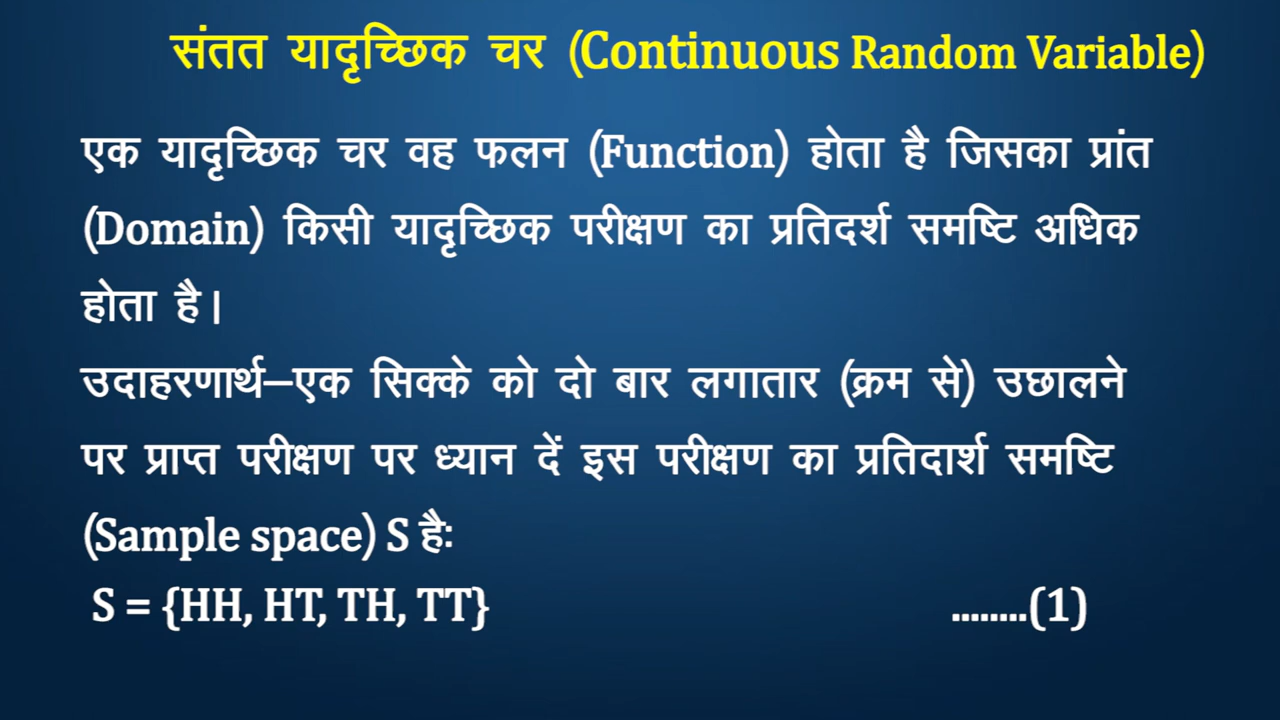 संतत यादृच्छिक चर (Continuous Random Variable)
एक यादृच्छिक चर वह फलन (Function) होता है जिसका प्रांत
(Domain) किसी यादृच्छिक परीक्षण का प्रतिदर्श समष्टि अधिक
होता है।
उदाहरणार्थ–एक सिक्के को दो बार लगातार (क्रम से) उछालने
पर प्राप्त परीक्षण पर ध्यान दें इस परीक्षण का प्रतिदार्श समष्टि
(Sample space) S है:
S = {HH, HT, TH, TT} ........(1)